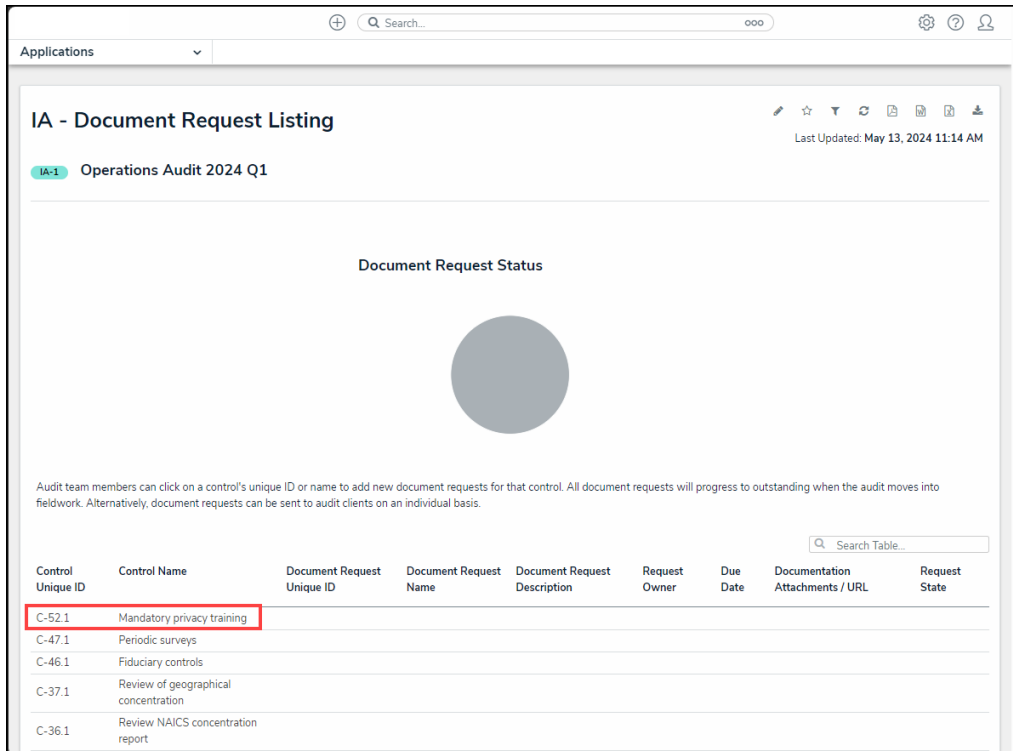 Search...
Applications
IA - Document Request Listing
Last Updated: May 13, 2024 11:14 AM
IA-1 Operations Audit 2024 Q1
Document Request Status
Audit team members can click on a control's unique ID or name to add new document requests for that control. All document requests will progress to outstanding when the audit moves into
fieldwork. Alternatively, document requests can be sent to audit clients on an individual basis.
Search Table...
Control Control Name Document Request Document Request Document Request Request Due Documentation Request
Unique ID Unique ID Name Description Owner Date Attachments / URL State
C-52.1 Mandatory privacy training
C-47.1 Periodic surveys
C-46.1 Fiduciary controls
C-37.1 Review of geographical
concentration
C-36.1 Review NAICS concentration
report